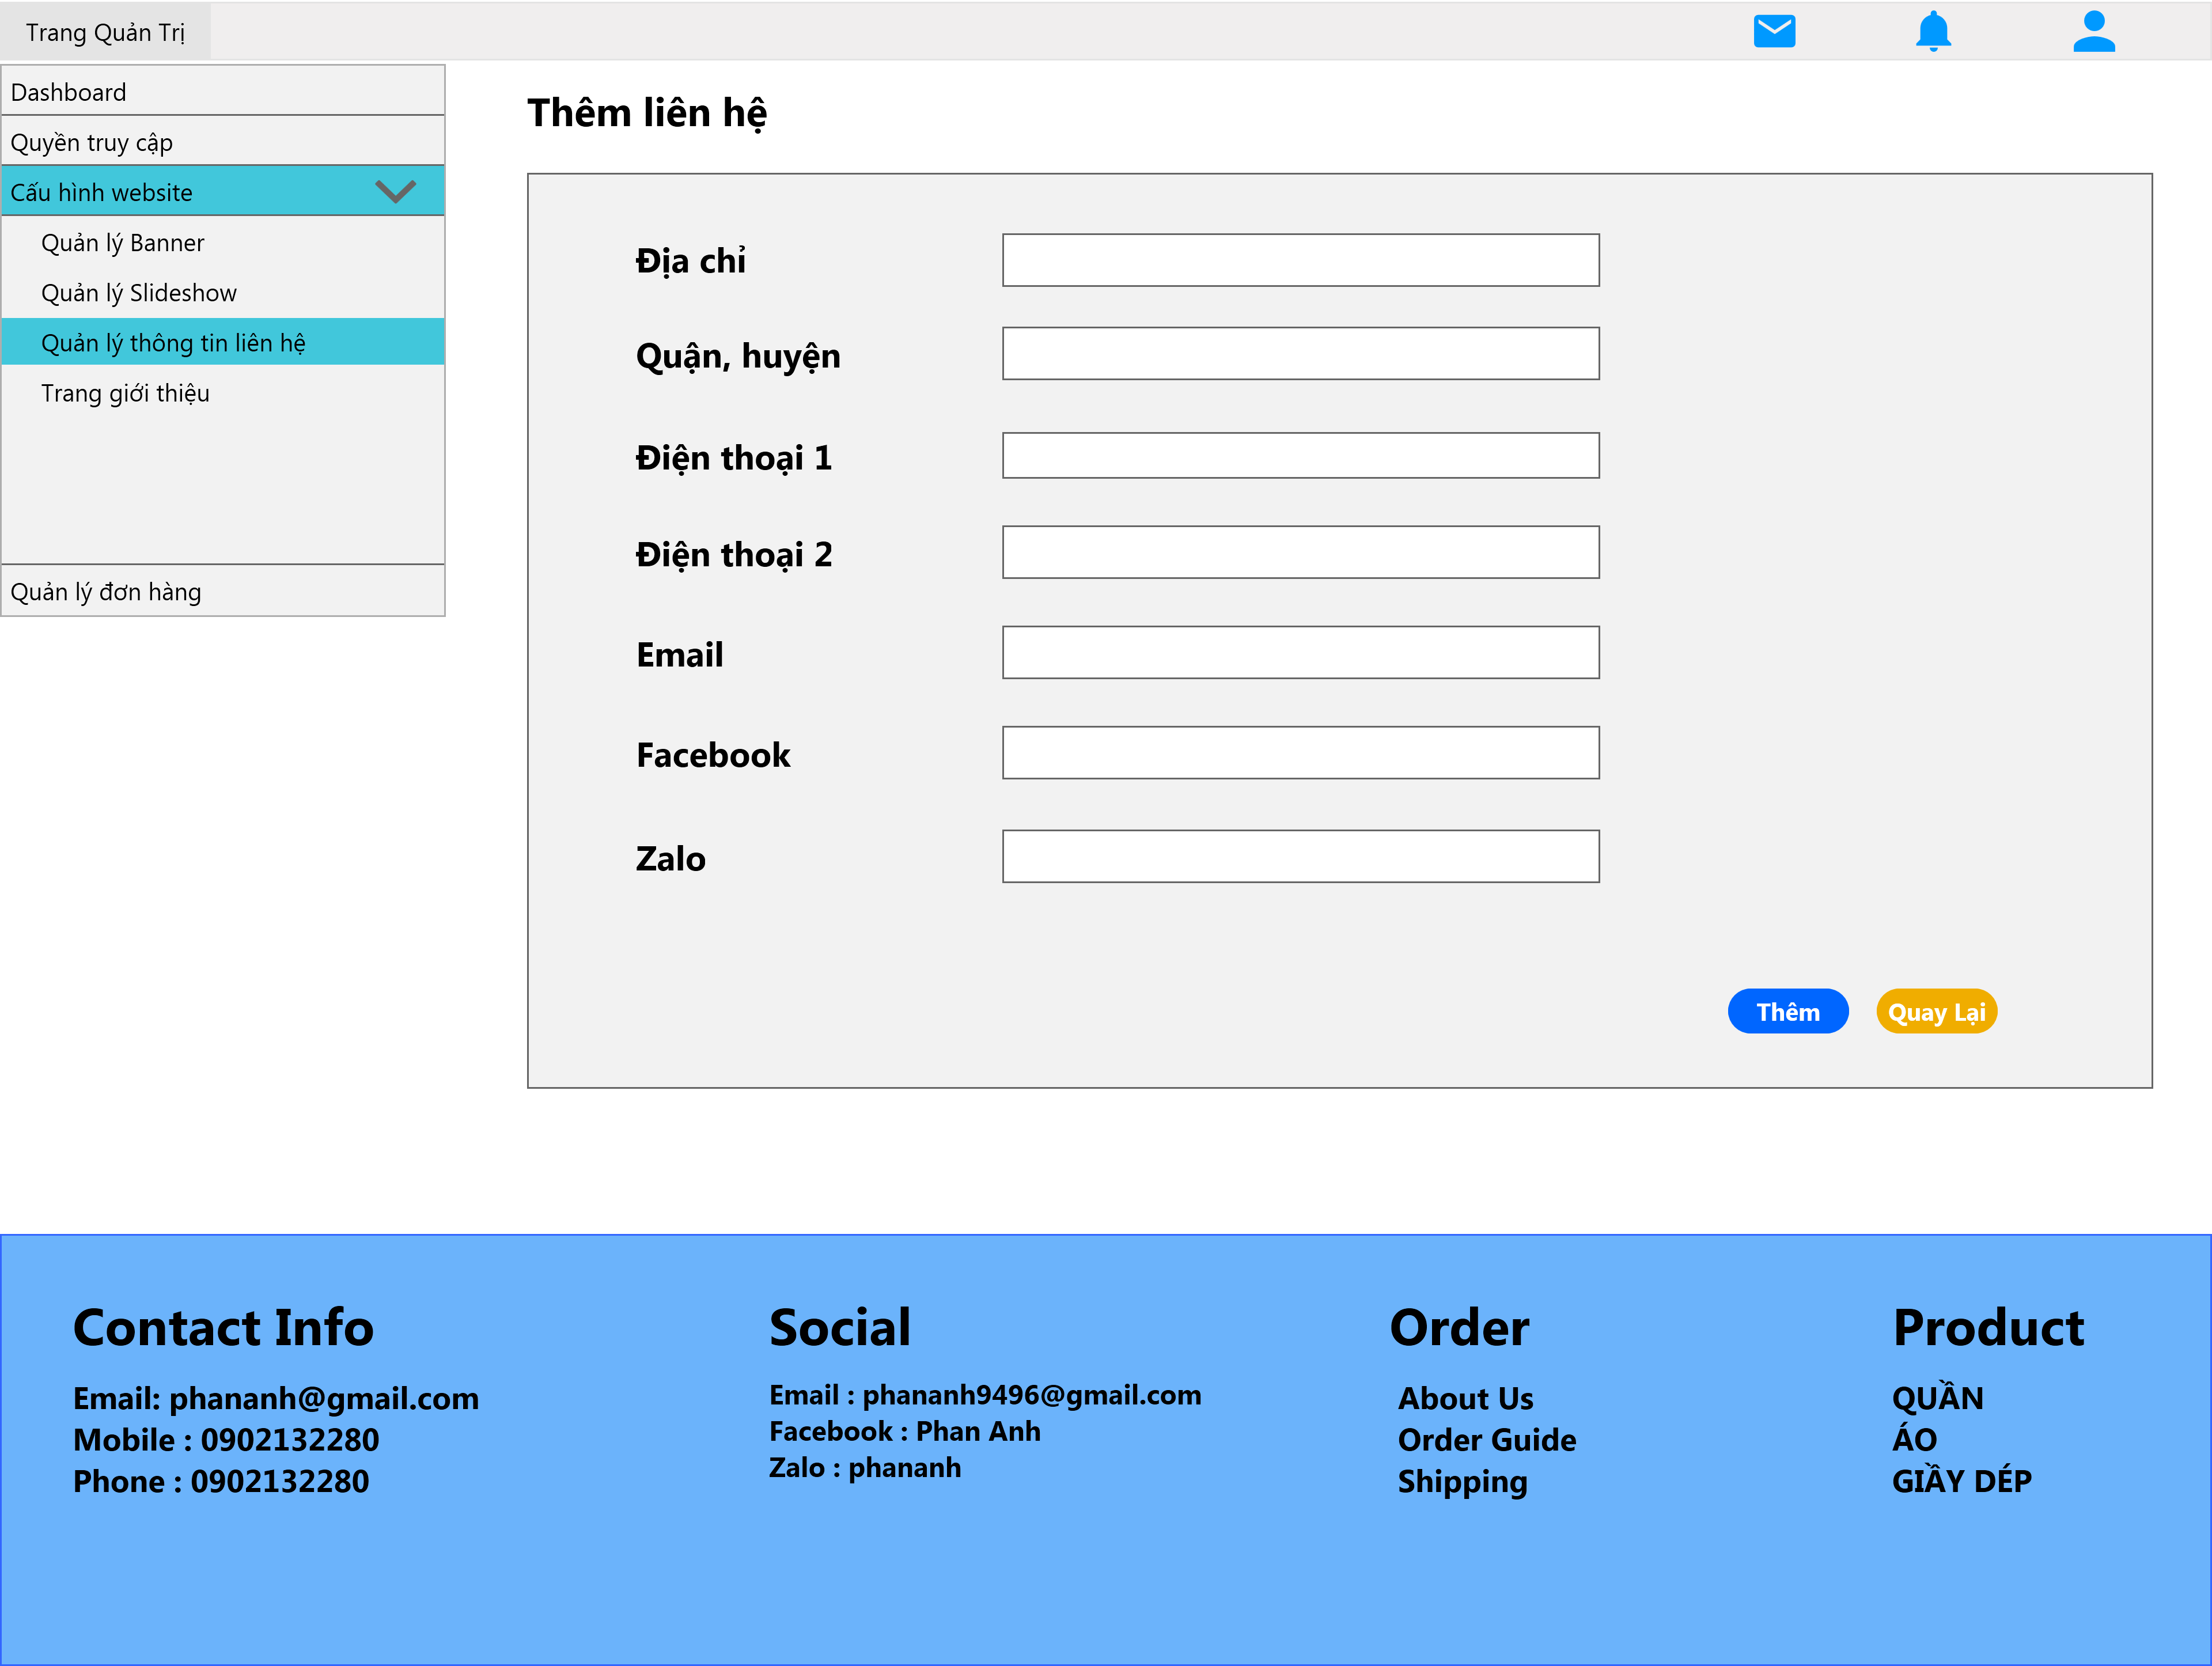 Trang Quản Trị
Dashboard
Quyền truy cập
Cấu hình website
Quản lý Banner
Quản lý Slideshow
Quản lý thông tin liên hệ
Trang giới thiệu
Quản lý đơn hàng
Thêm liên hệ
Địa chỉ
Quận, huyện
Điện thoại 1
Điện thoại 2
Email
Facebook
Zalo
Thêm
Quay Lại
Contact Info
Email: phananh@gmail.com
Mobile : 0902132280
Phone : 0902132280
Social
Email : phananh9496@gmail.com
Facebook : Phan Anh
Zalo : phananh
Order
About Us
Order Guide
Shipping
Product
QUẦN
ÁO
GIẦY DÉP